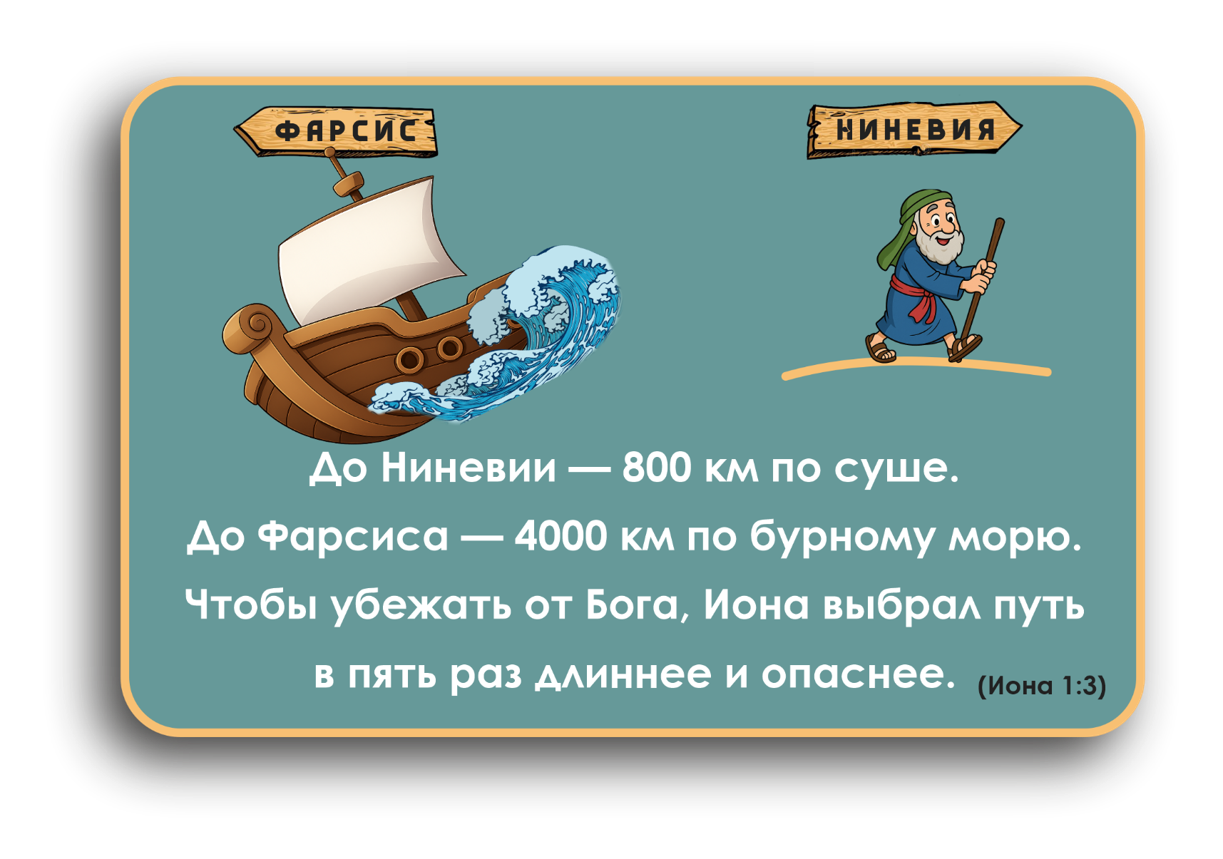 ФАРСИС
НИНЕВИЯ
До Ниневии — 800 км по суше.
До Фарсиса — 4000 км по бурному морю.
Чтобы убежать от Бога, Иона выбрал путь
в пять раз длиннее и опаснее.
(Иона 1:3)